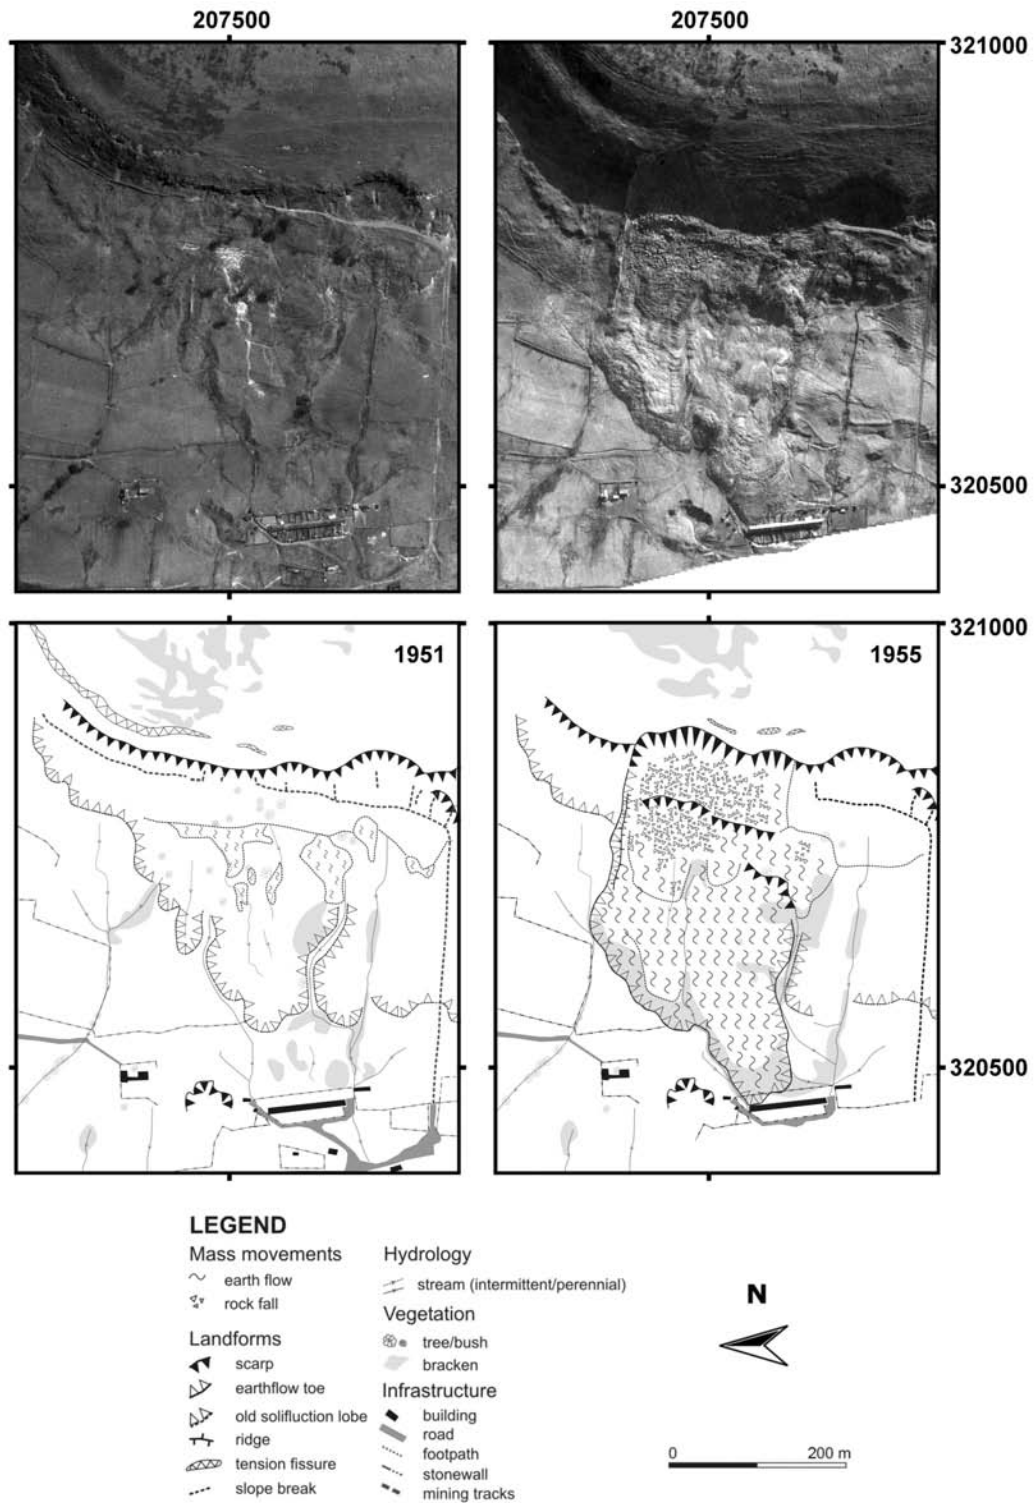 207500
207500
321000
320500
1951
1955
321000
320500
LEGEND
Mass movements
earth flow
rock fall
Landforms
scarp
earthflow toe
old solifluction lobe
ridge
tension fissure
slope break
Hydrology
stream (intermittent/perennial)
Vegetation
tree/bush
bracken
Infrastructure
building
road
footpath
stonewall
mining tracks
N
0 200 m